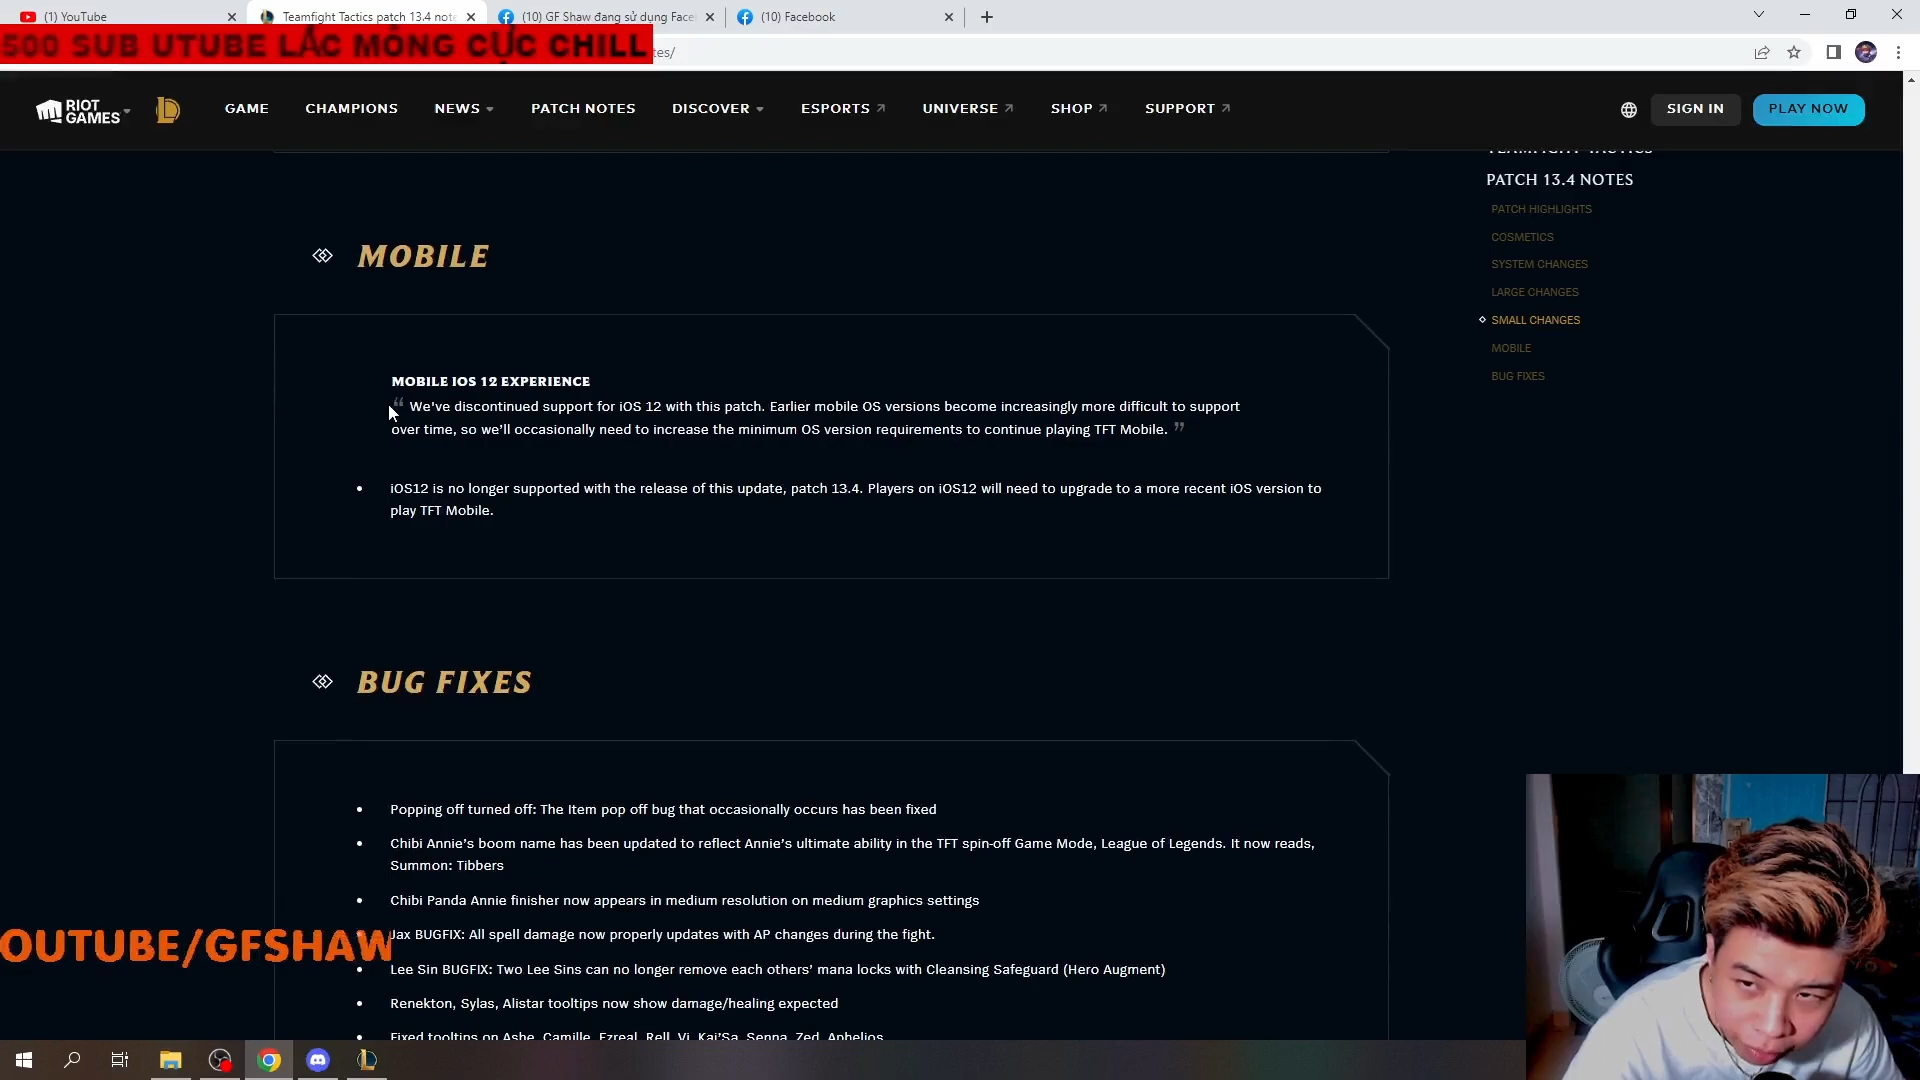 (1) YouTube
Teamfight Tactics patch 13.4 note
(10) GF Shaw đang sử dụng Face
(10) Facebook
500 SUB UTUBE LẮC MÔNG CỰC CHILL
tes/
RIOT GAMES
GAME
CHAMPIONS
NEWS
PATCH NOTES
DISCOVER
ESPORTS
UNIVERSE
SHOP
SUPPORT
SIGN IN
PLAY NOW
TEAMFIGHT TACTICS
PATCH 13.4 NOTES
PATCH HIGHLIGHTS
COSMETICS
SYSTEM CHANGES
LARGE CHANGES
SMALL CHANGES
MOBILE
BUG FIXES
MOBILE
MOBILE IOS 12 EXPERIENCE
“ We’ve discontinued support for iOS 12 with this patch. Earlier mobile OS versions become increasingly more difficult to support
over time, so we’ll occasionally need to increase the minimum OS version requirements to continue playing TFT Mobile. ”
• iOS12 is no longer supported with the release of this update, patch 13.4. Players on iOS12 will need to upgrade to a more recent iOS version to
play TFT Mobile.
BUG FIXES
• Popping off turned off: The Item pop off bug that occasionally occurs has been fixed
• Chibi Annie’s boom name has been updated to reflect Annie’s ultimate ability in the TFT spin-off Game Mode, League of Legends. It now reads,
Summon: Tibbers
• Chibi Panda Annie finisher now appears in medium resolution on medium graphics settings
OUTUBE/GFSHAW
Jax BUGFIX: All spell damage now properly updates with AP changes during the fight.
• Lee Sin BUGFIX: Two Lee Sins can no longer remove each others’ mana locks with Cleansing Safeguard (Hero Augment)
• Renekton, Sylas, Alistar tooltips now show damage/healing expected
• Fixed tooltips on Ashe, Camille, Ezreal, Rell, Vi, Kai’Sa, Senna, Zed, Aphelios